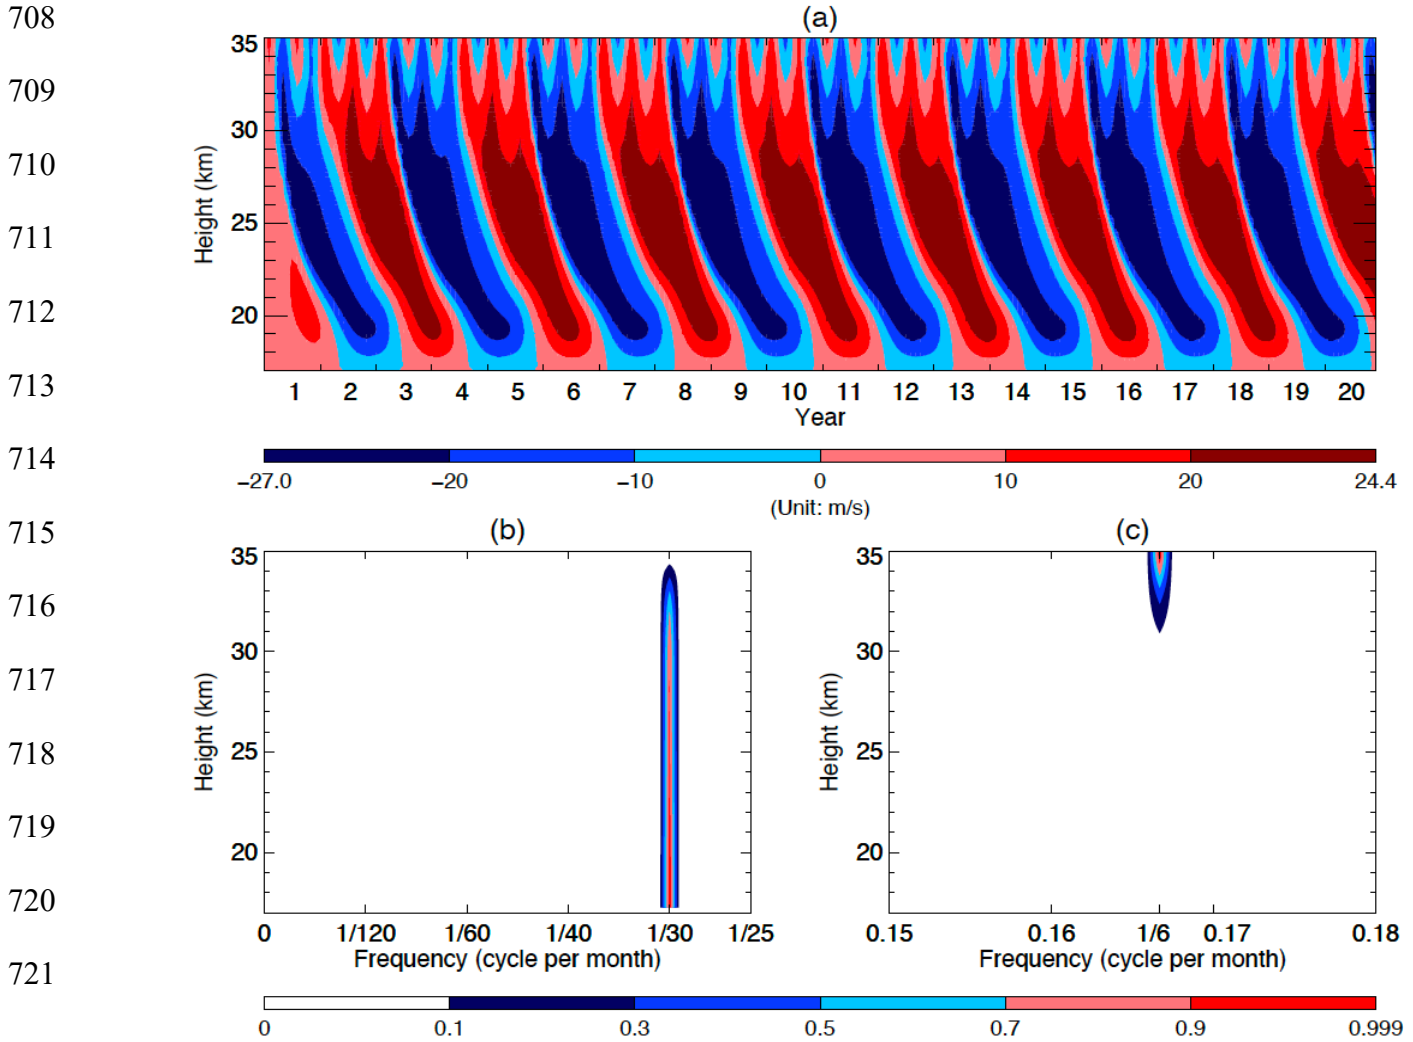 708
(a)
35
709
30
710
Height (km)
25
711
712
20
713
1 2 3 4 5 6 7 8 9 10 11 12 13 14 15 16 17 18 19 20
Year
714
−27.0 −20 −10 0 10 20 24.4
(Unit: m/s)
715
(b) (c)
35 35
716
30 30
717
Height (km) Height (km)
718
25 25
719
20 20
720
0 1/120 1/60 1/40 1/30 1/25 0.15 0.16 1/6 0.17 0.18
Frequency (cycle per month) Frequency (cycle per month)
721
0 0.1 0.3 0.5 0.7 0.9 0.999